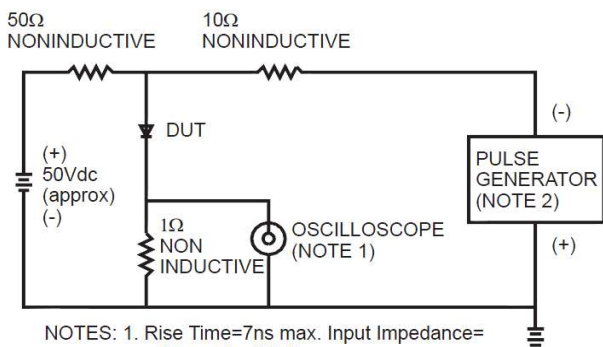 50Ω
NONINDUCTIVE
10Ω
NONINDUCTIVE
DUT
(+)
50Vdc
(approx)
(-)
1Ω
NON
INDUCTIVE
OSCILLOSCOPE
(NOTE 1)
(-)
PULSE
GENERATOR
(NOTE 2)
(+)
NOTES: 1. Rise Time=7ns max. Input Impedance=